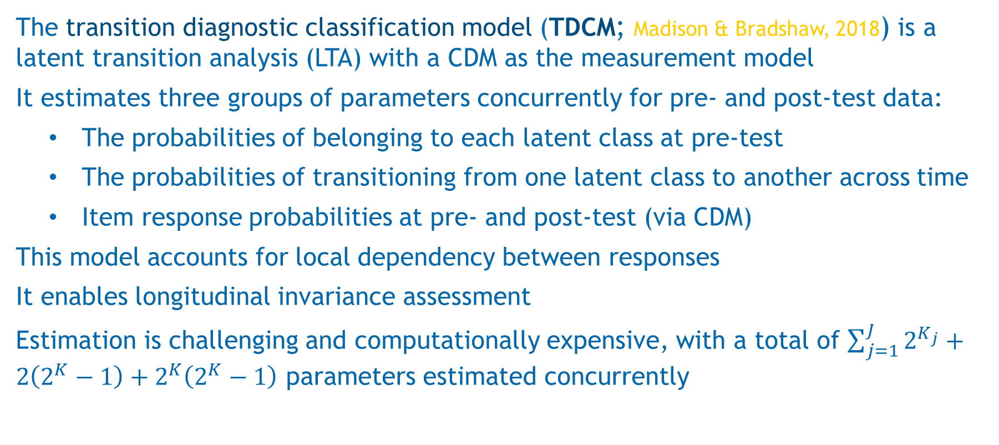 The transition diagnostic classification model (TDCM; Madison & Bradshaw, 2018) is a
latent transition analysis (LTA) with a CDM as the measurement model
It estimates three groups of parameters concurrently for pre- and post-test data:
• The probabilities of belonging to each latent class at pre-test
• The probabilities of transitioning from one latent class to another across time
• Item response probabilities at pre- and post-test (via CDM)
This model accounts for local dependency between responses
It enables longitudinal invariance assessment
Estimation is challenging and computationally expensive, with a total of $\sum_{j=1}^{J} 2^{K_j} +$
$2(2^K - 1) + 2^K(2^K - 1)$ parameters estimated concurrently